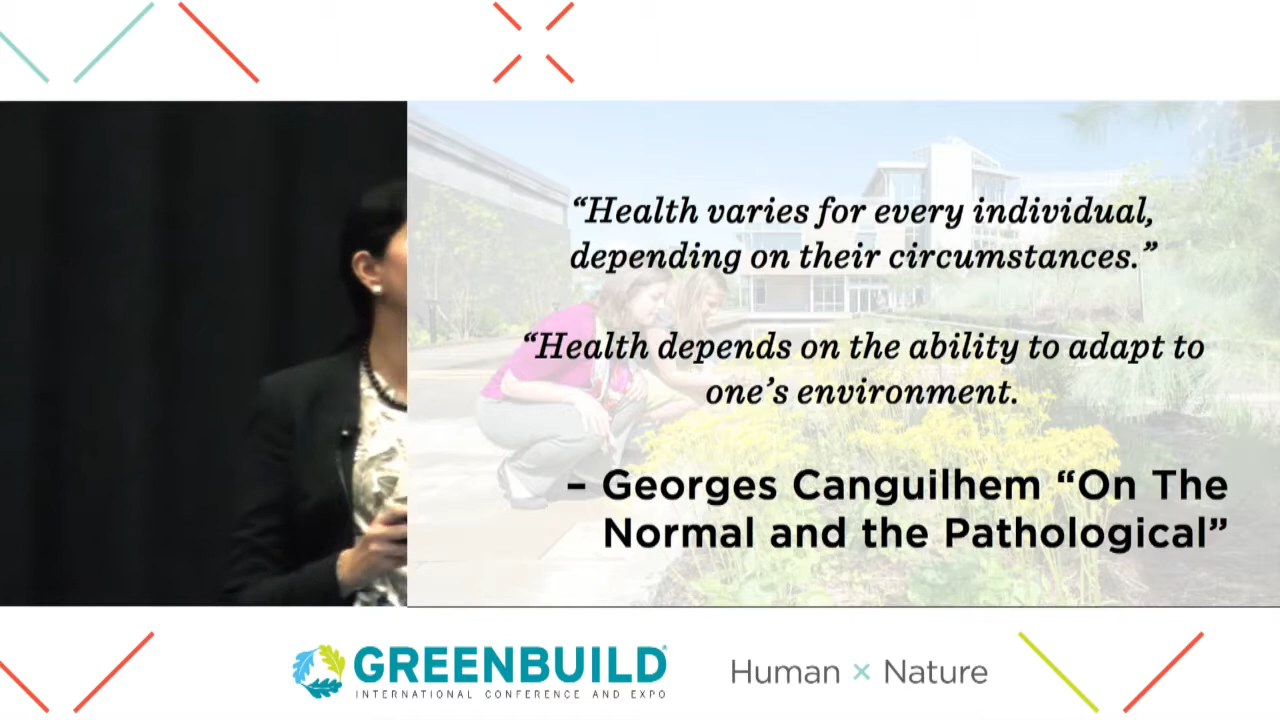 “Health varies for every individual,
depending on their circumstances.”
“Health depends on the ability to adapt to
one’s environment.
– Georges Canguilhem “On The
Normal and the Pathological”
GREENBUILD®
INTERNATIONAL CONFERENCE AND EXPO
Human × Nature